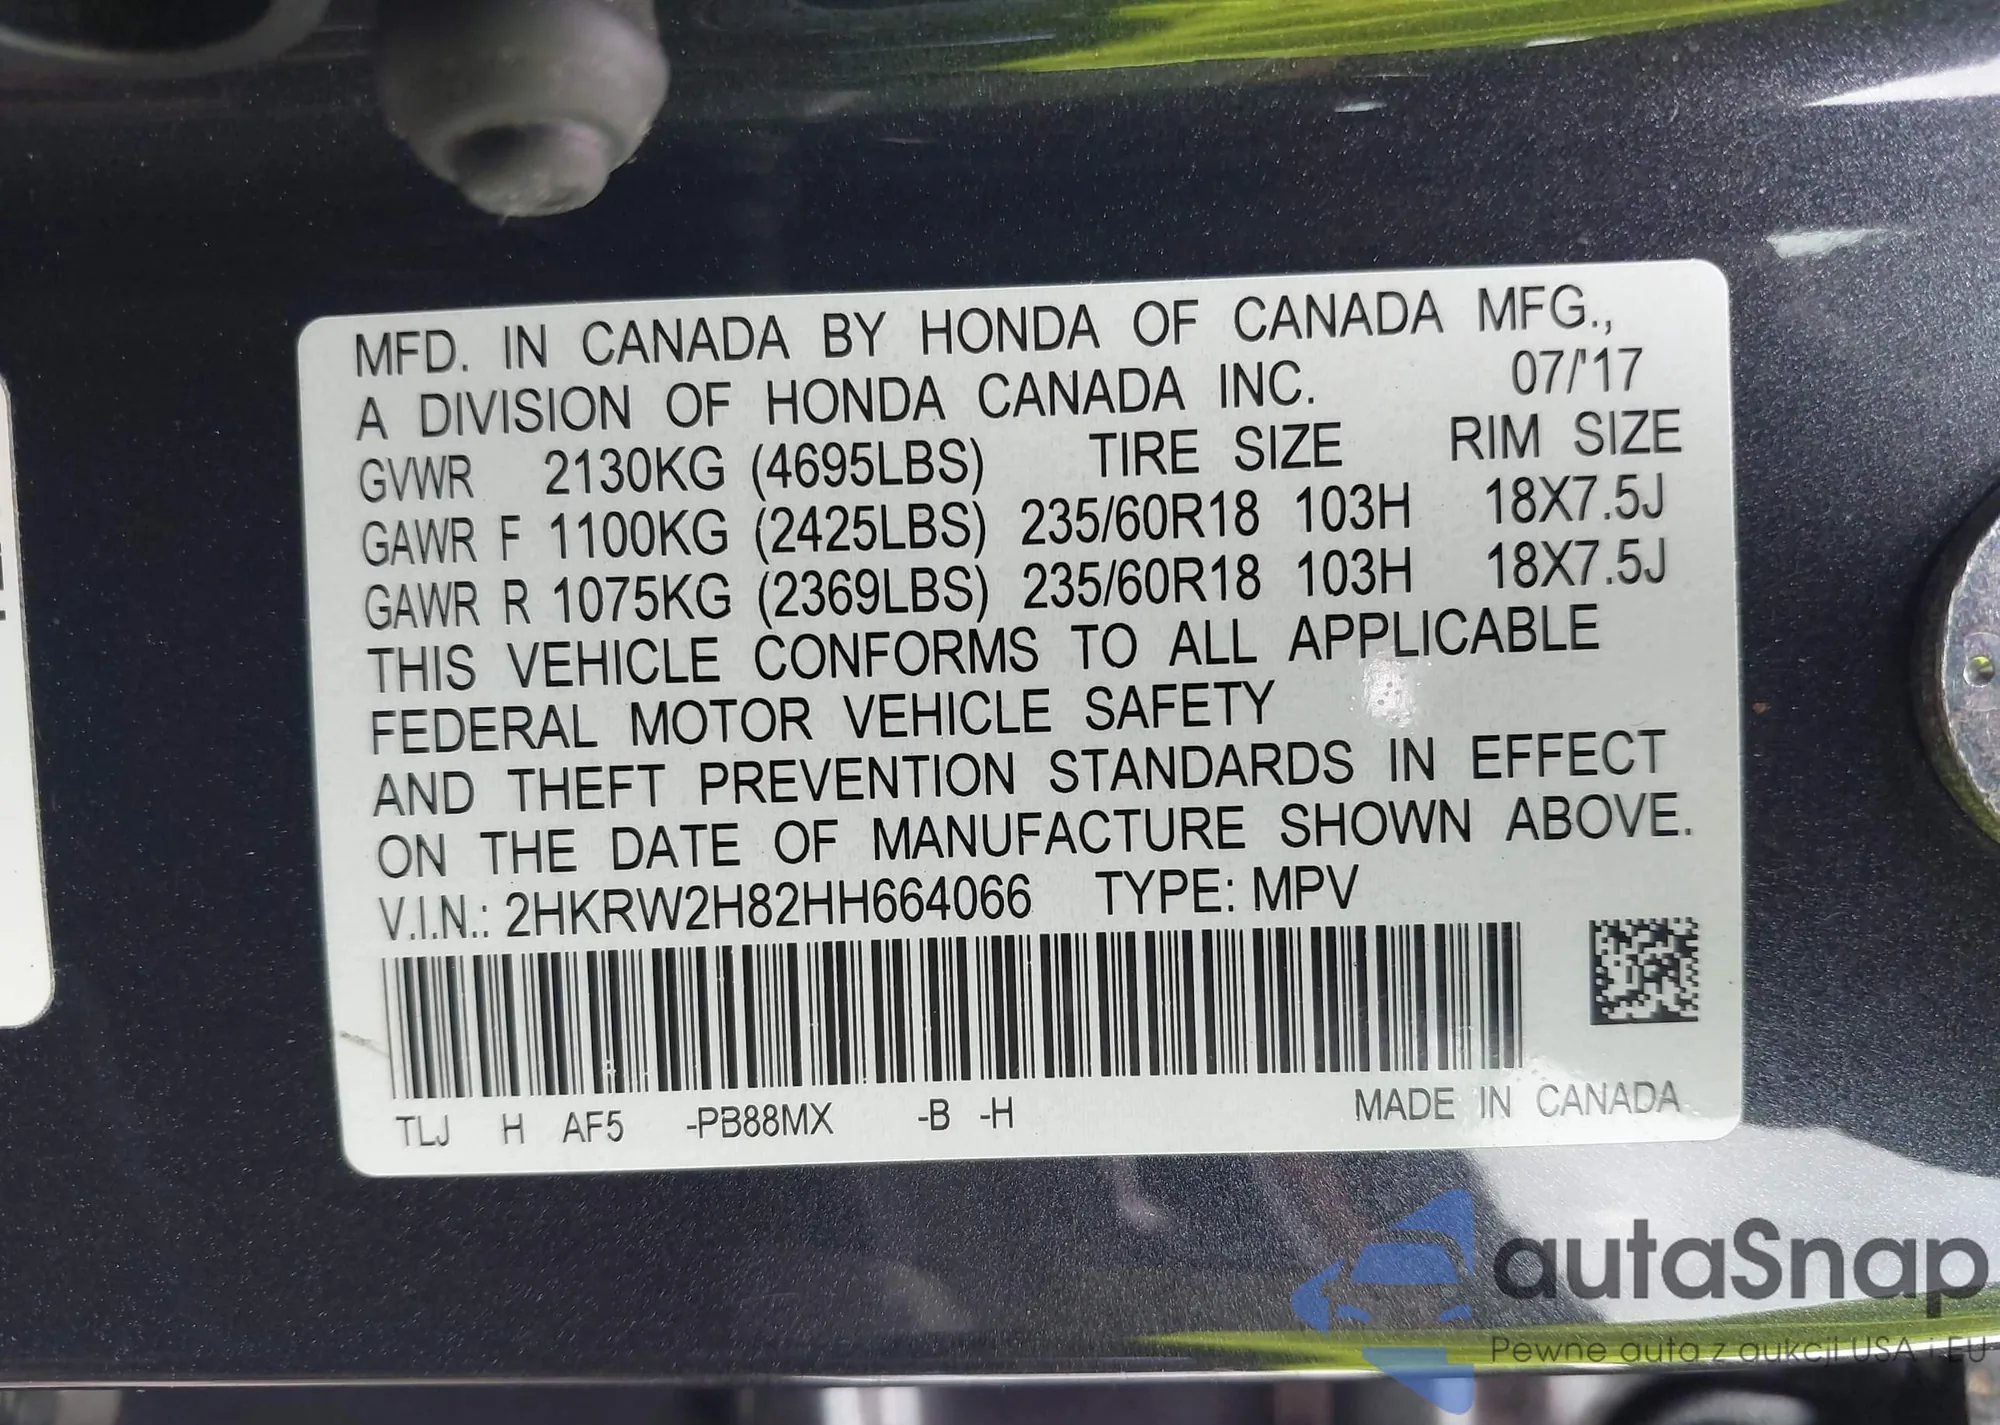 MFD. IN CANADA BY HONDA OF CANADA MFG.,
A DIVISION OF HONDA CANADA INC. 07/'17
GVWR 2130KG (4695LBS) TIRE SIZE RIM SIZE
GAWR F 1100KG (2425LBS) 235/60R18 103H 18X7.5J
GAWR R 1075KG (2369LBS) 235/60R18 103H 18X7.5J
THIS VEHICLE CONFORMS TO ALL APPLICABLE
FEDERAL MOTOR VEHICLE SAFETY
AND THEFT PREVENTION STANDARDS IN EFFECT
ON THE DATE OF MANUFACTURE SHOWN ABOVE.
V.I.N.: 2HKRW2H82HH664066 TYPE: MPV
TLJ H AF5 -PB88MX -B -H MADE IN CANADA
autaSnap
Pewne auta z aukcji USA i EU